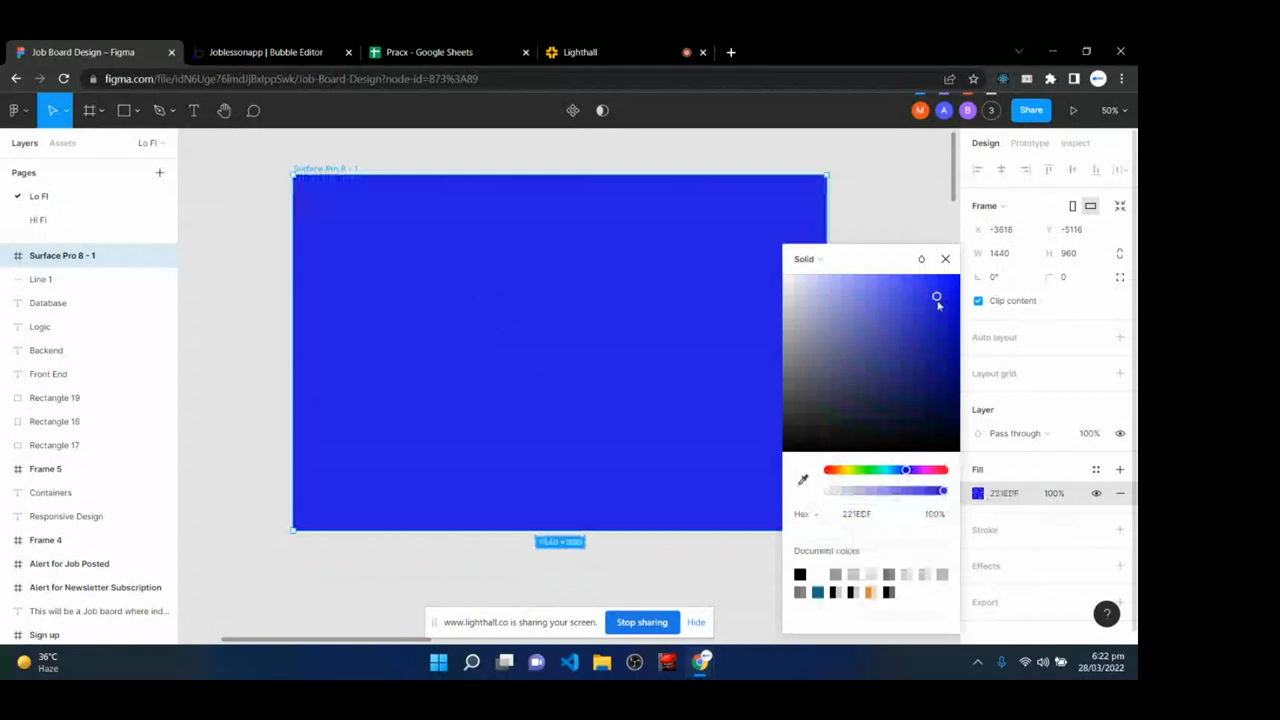 Job Board Design – Figma
Joblessonapp | Bubble Editor
Pracx - Google Sheets
Lighthall
figma.com/file/idN6Uge76lmdJjBxIppSwk/Job-Board-Design?node-id=873%3A89
M
A
B
3
Share
50%
Layers
Assets
Lo FI
Design
Prototype
Inspect
Pages
Surface Pro 8 - 1
Lo FI
Frame
Hi Fi
X
-3618
Y
-5116
W
1440
H
960
Surface Pro 8 - 1
Solid
0°
0
Line 1
Clip content
Database
Logic
Auto layout
Backend
Front End
Layout grid
Rectangle 19
Layer
Rectangle 18
Pass through
100%
Rectangle 17
Frame 5
Fill
Containers
221EDF
100%
Responsive Design
Hex
221EDF
100%
Stroke
Frame 4
Document colors
Alert for Job Posted
Effects
Alert for Newsletter Subscription
Export
This will be a Job baord where ind...
?
www.lighthall.co is sharing your screen.
Stop sharing
Hide
Sign up
36°C
Haze
6:22 pm
28/03/2022